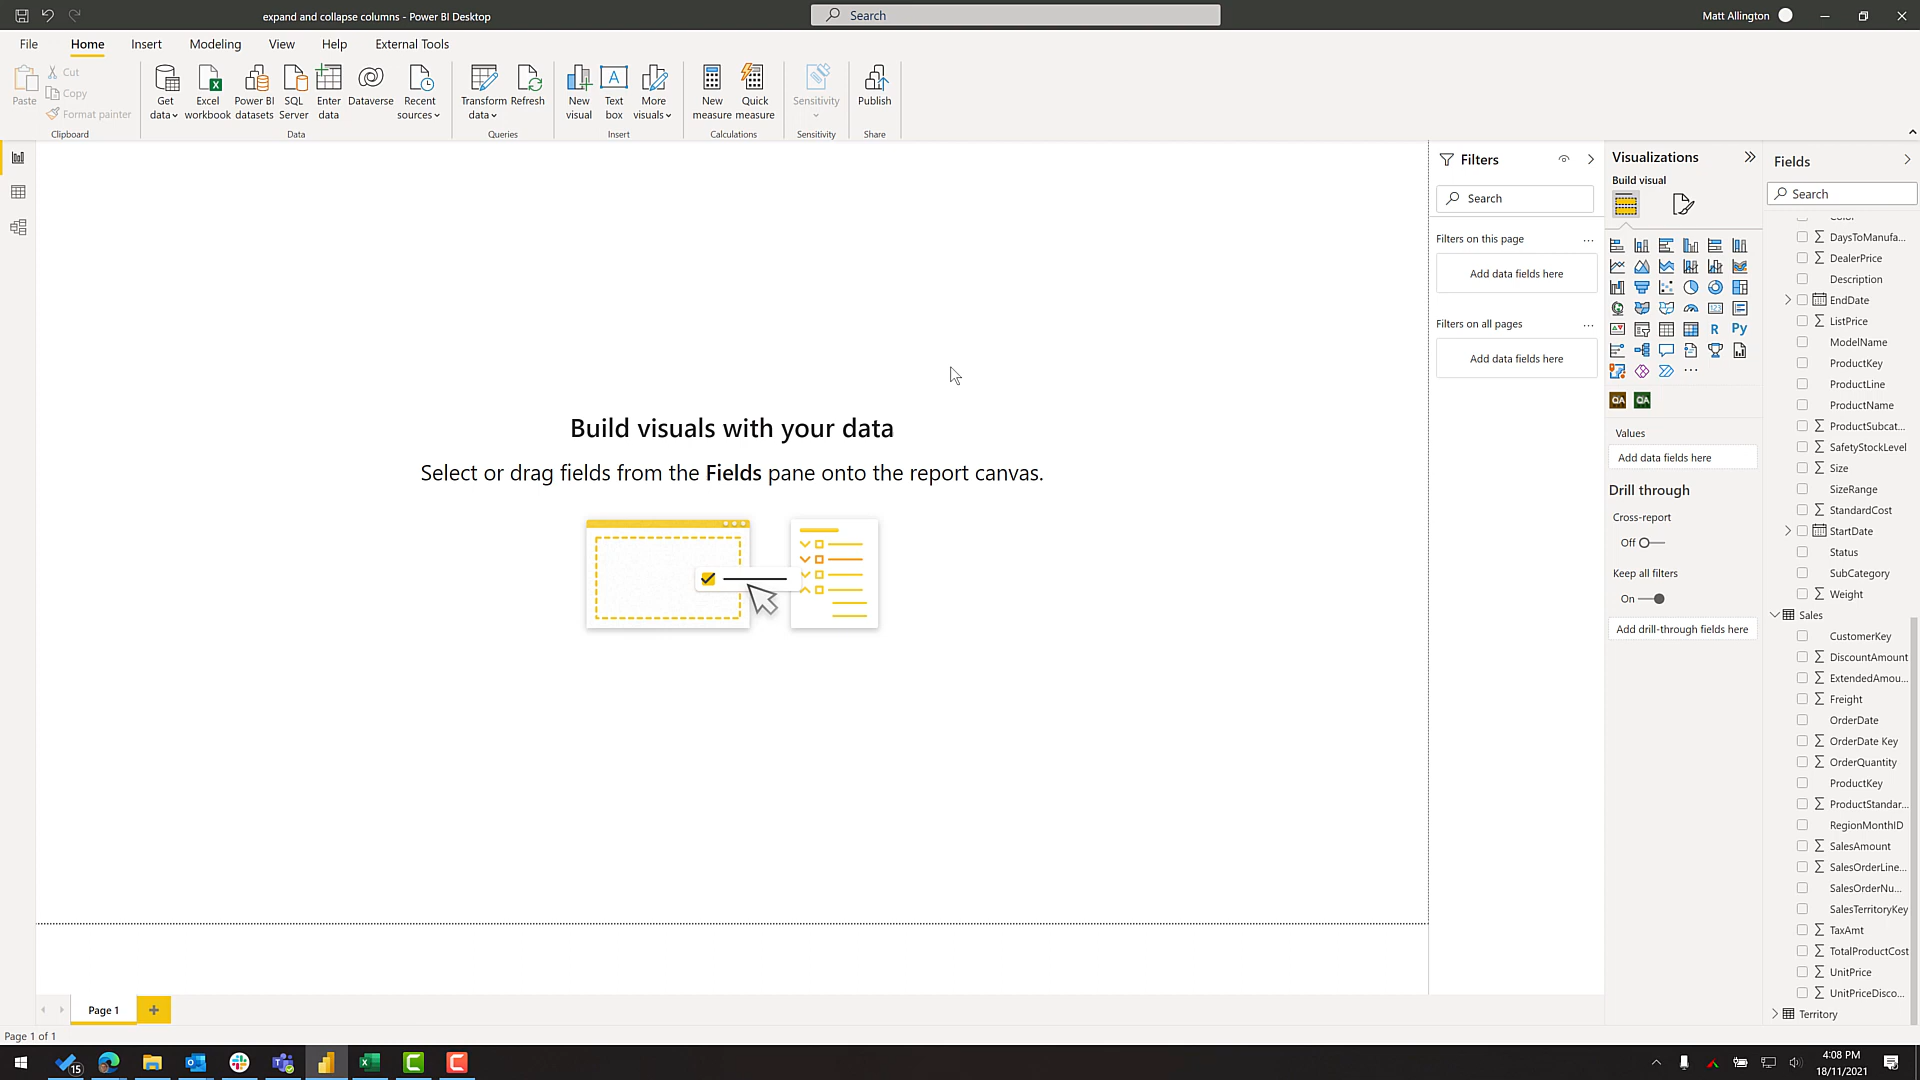 expand and collapse columns - Power BI Desktop
Search
Matt Allington
File Home Insert Modeling View Help External Tools
Paste
Cut
Copy
Format painter
Clipboard
Get data
Excel workbook
Power BI datasets
SQL Server
Enter data
Dataverse
Recent sources
Data
Transform data
Refresh
Queries
New visual
Text box
More visuals
Insert
New measure
Quick measure
Calculations
Sensitivity
Sensitivity
Publish
Share
Build visuals with your data
Select or drag fields from the Fields pane onto the report canvas.
Filters
Search
Filters on this page
...
Add data fields here
Filters on all pages
...
Add data fields here
Visualizations
Build visual
R
Py
123
...
QA
QA
Values
Add data fields here
Drill through
Cross-report
Off
Keep all filters
On
Add drill-through fields here
Fields
Search
DaysToManufa...
DealerPrice
Description
EndDate
ListPrice
ModelName
ProductKey
ProductLine
ProductName
ProductSubcat...
SafetyStockLevel
Size
SizeRange
StandardCost
StartDate
Status
SubCategory
Weight
Sales
CustomerKey
DiscountAmount
ExtendedAmou...
Freight
OrderDate
OrderDate Key
OrderQuantity
ProductKey
ProductStandar...
RegionMonthID
SalesAmount
SalesOrderLine...
SalesOrderNu...
SalesTerritoryKey
TaxAmt
TotalProductCost
UnitPrice
UnitPriceDisco...
Territory
Page 1
Page 1 of 1
15
4:08 PM
18/11/2021